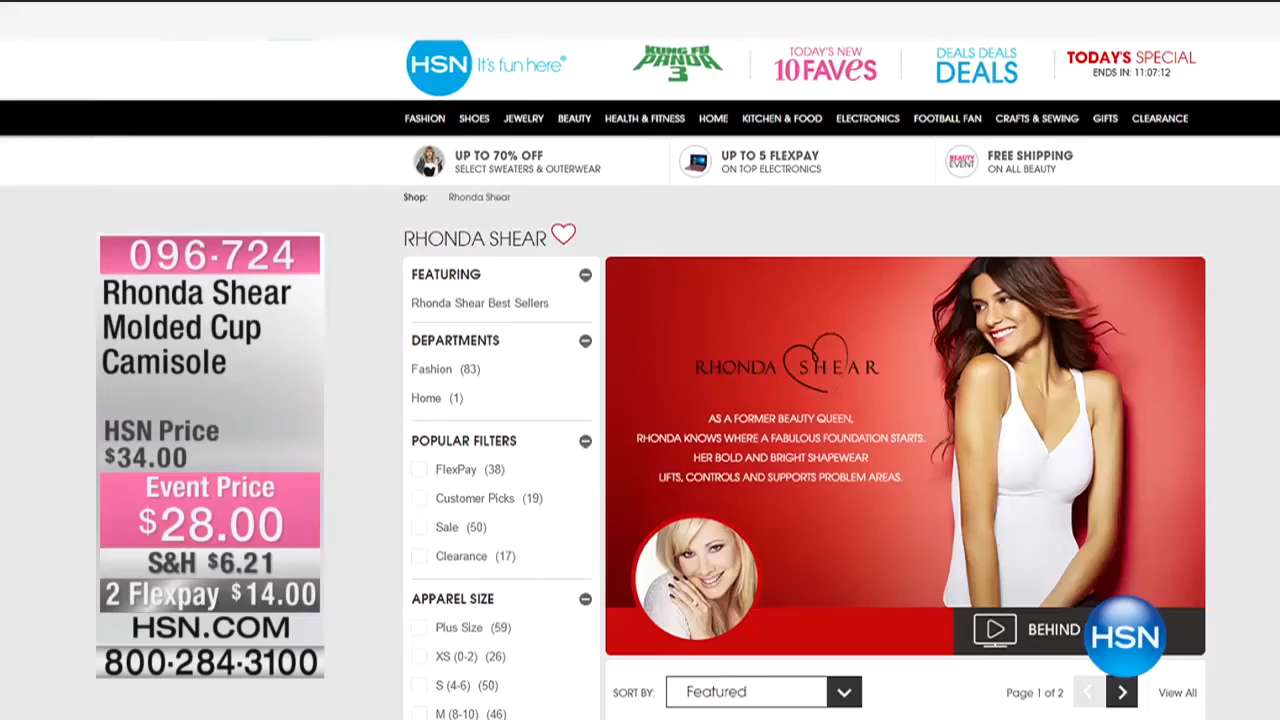 HSN It's fun here®
KUNG FU
PANDA
3
TODAY'S NEW
10 FAVES
DEALS DEALS
DEALS
TODAY'S SPECIAL
ENDS IN: 11:07:12
FASHION SHOES JEWELRY BEAUTY HEALTH & FITNESS HOME KITCHEN & FOOD ELECTRONICS FOOTBALL FAN CRAFTS & SEWING GIFTS CLEARANCE
UP TO 70% OFF
SELECT SWEATERS & OUTERWEAR
UP TO 5 FLEXPAY
ON TOP ELECTRONICS
BEAUTY
EVENT
FREE SHIPPING
ON ALL BEAUTY
Shop: Rhonda Shear
RHONDA SHEAR
096-724
Rhonda Shear
Molded Cup
Camisole
HSN Price
$34.00
Event Price
$28.00
S&H $6.21
2 Flexpay $14.00
HSN.COM
800-284-3100
FEATURING
Rhonda Shear Best Sellers
DEPARTMENTS
Fashion (83)
Home (1)
POPULAR FILTERS
FlexPay (38)
Customer Picks (19)
Sale (50)
Clearance (17)
APPAREL SIZE
Plus Size (59)
XS (0-2) (26)
S (4-6) (50)
M (8-10) (46)
RHONDA SHEAR
AS A FORMER BEAUTY QUEEN,
RHONDA KNOWS WHERE A FABULOUS FOUNDATION STARTS.
HER BOLD AND BRIGHT SHAPEWEAR
LIFTS, CONTROLS AND SUPPORTS PROBLEM AREAS.
BEHIND
HSN
SORT BY: Featured
Page 1 of 2
View All